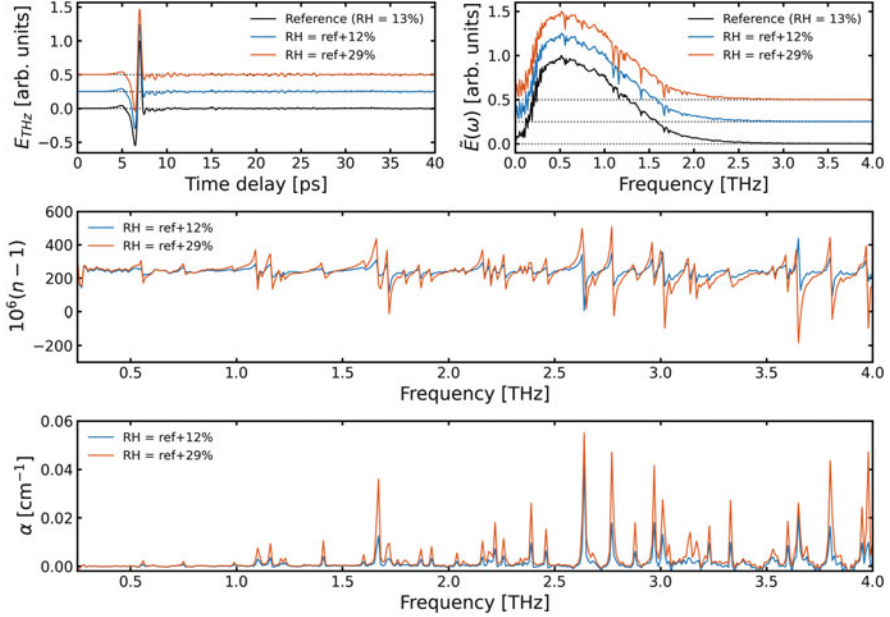 E_THz [arb. units]
1.5
1.0
0.5
0.0
−0.5
Reference (RH = 13%)
RH = ref+12%
RH = ref+29%
0 5 10 15 20 25 30 35 40
Time delay [ps]
Ẽ(ω) [arb. units]
1.5
1.0
0.5
0.0
Reference (RH = 13%)
RH = ref+12%
RH = ref+29%
0.0 0.5 1.0 1.5 2.0 2.5 3.0 3.5 4.0
Frequency [THz]
10⁶(n − 1)
600
400
200
0
−200
RH = ref+12%
RH = ref+29%
0.5 1.0 1.5 2.0 2.5 3.0 3.5 4.0
Frequency [THz]
α [cm⁻¹]
0.06
0.04
0.02
0.00
RH = ref+12%
RH = ref+29%
0.5 1.0 1.5 2.0 2.5 3.0 3.5 4.0
Frequency [THz]